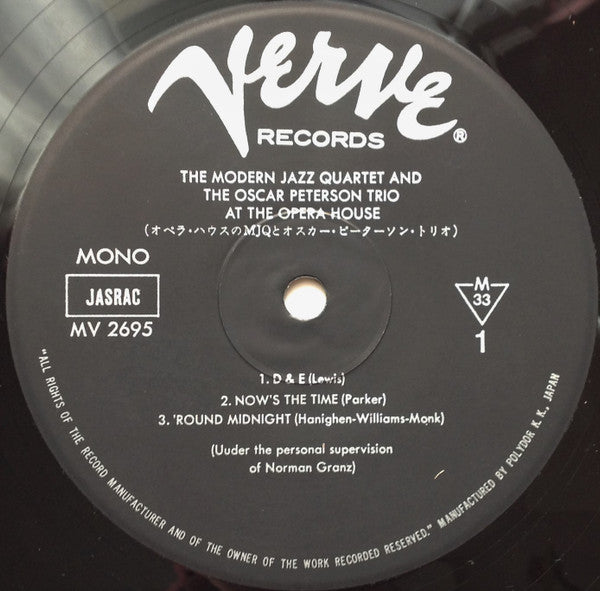 Verve
RECORDS®
THE MODERN JAZZ QUARTET AND
THE OSCAR PETERSON TRIO
AT THE OPERA HOUSE
(オペラ・ハウスのMJQとオスカー・ピーターソン・トリオ)
MONO
JASRAC
MV 2695
M
33
1
1. D & E (Lewis)
2. NOW'S THE TIME (Parker)
3. 'ROUND MIDNIGHT (Hanighen-Williams-Monk)
(Uuder the personal supervision
of Norman Granz)
"ALL RIGHTS OF THE RECORD MANUFACTURER AND OF THE OWNER OF THE WORK RECORDED RESERVED." MANUFACTURED BY POLYDOR K. K., JAPAN